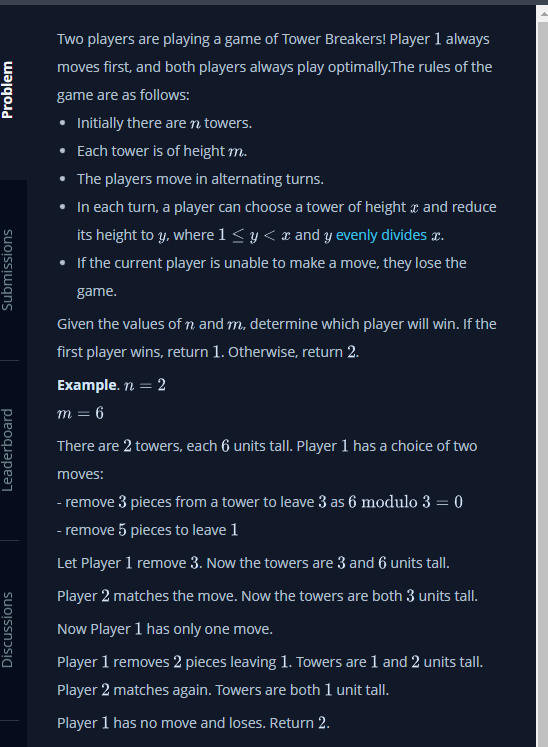 Problem
Submissions
Leaderboard
Discussions
Two players are playing a game of Tower Breakers! Player 1 always
moves first, and both players always play optimally.The rules of the
game are as follows:
• Initially there are n towers.
• Each tower is of height m.
• The players move in alternating turns.
• In each turn, a player can choose a tower of height x and reduce
its height to y, where 1 ≤ y < x and y evenly divides x.
• If the current player is unable to make a move, they lose the
game.
Given the values of n and m, determine which player will win. If the
first player wins, return 1. Otherwise, return 2.
Example. n = 2
m = 6
There are 2 towers, each 6 units tall. Player 1 has a choice of two
moves:
- remove 3 pieces from a tower to leave 3 as 6 modulo 3 = 0
- remove 5 pieces to leave 1
Let Player 1 remove 3. Now the towers are 3 and 6 units tall.
Player 2 matches the move. Now the towers are both 3 units tall.
Now Player 1 has only one move.
Player 1 removes 2 pieces leaving 1. Towers are 1 and 2 units tall.
Player 2 matches again. Towers are both 1 unit tall.
Player 1 has no move and loses. Return 2.